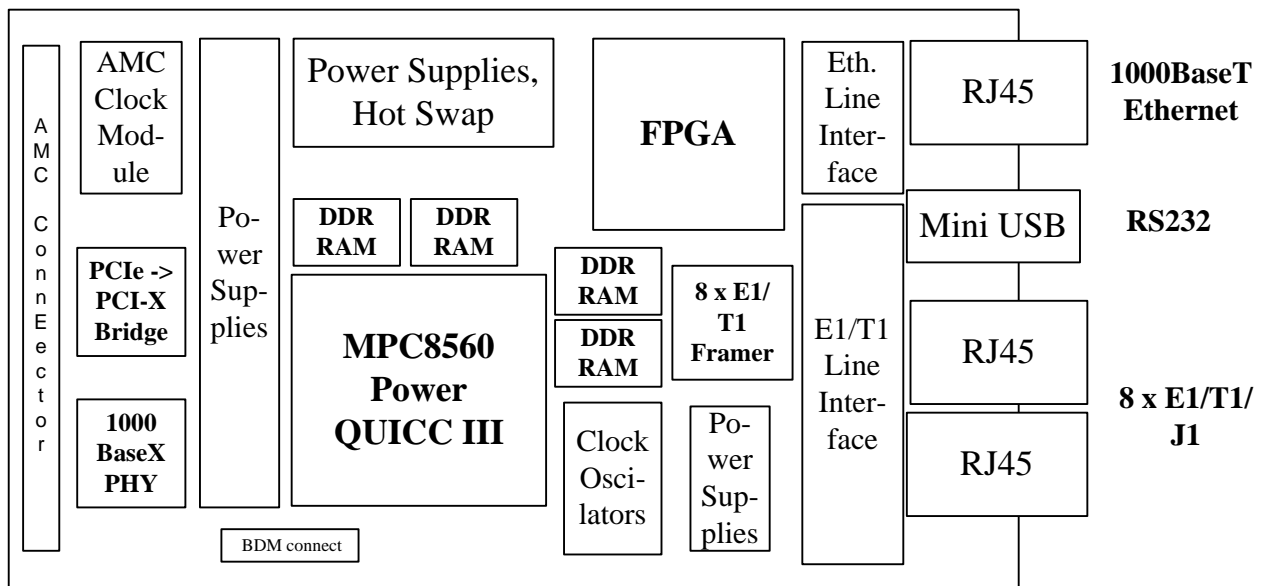 AMC ConnEctor
AMC
Clock
Mod-
ule
PCIe ->
PCI-X
Bridge
1000
BaseX
PHY
Po-
wer
Sup-
plies
BDM connect
Power Supplies,
Hot Swap
DDR
RAM
DDR
RAM
MPC8560
Power
QUICC III
FPGA
DDR
RAM
DDR
RAM
8 x E1/
T1
Framer
Clock
Osci-
lators
Po-
wer
Sup-
plies
Eth.
Line
Inter-
face
E1/T1
Line
Inter-
face
RJ45
Mini USB
RJ45
RJ45
1000BaseT
Ethernet
RS232
8 x E1/T1/
J1